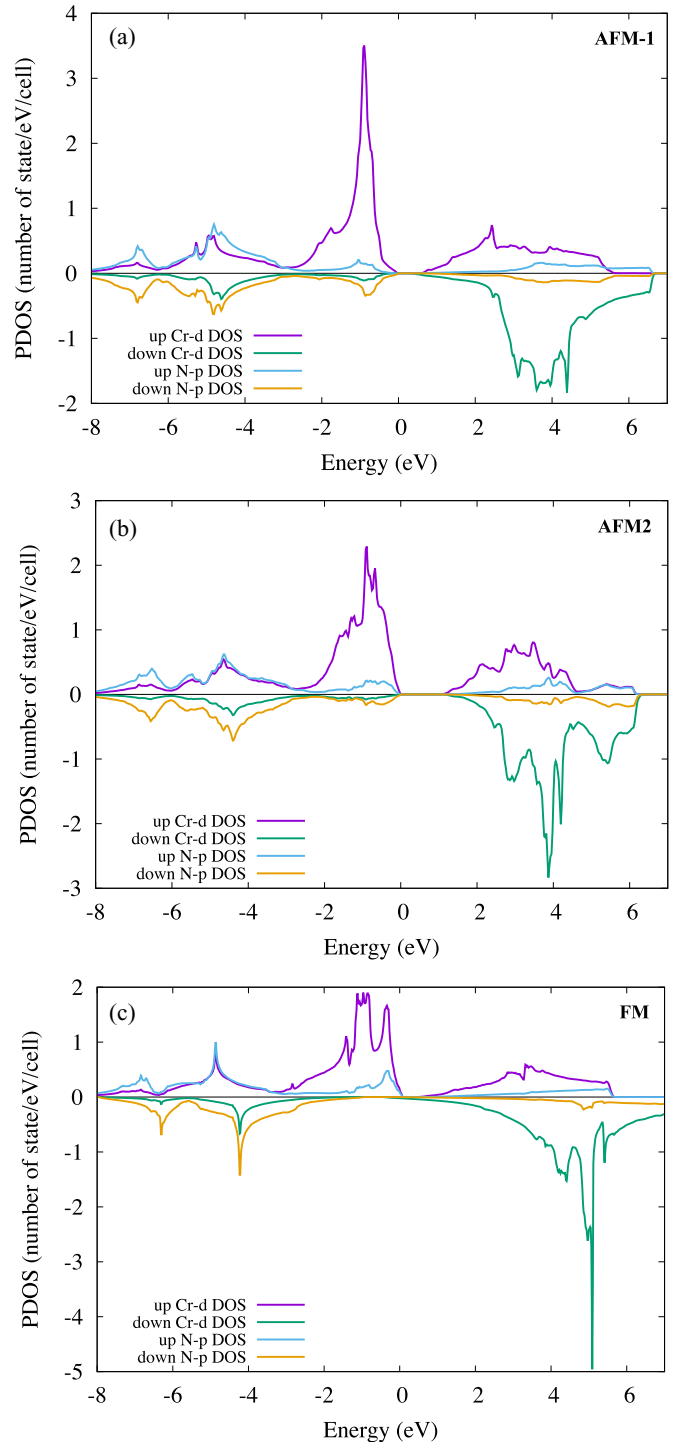 (a)
AFM-1
PDOS (number of state/eV/cell)
4
3
2
1
0
-1
-2
up Cr-d DOS
down Cr-d DOS
up N-p DOS
down N-p DOS
-8 -6 -4 -2 0 2 4 6
Energy (eV)
(b)
AFM2
PDOS (number of state/eV/cell)
3
2
1
0
-1
-2
-3
up Cr-d DOS
down Cr-d DOS
up N-p DOS
down N-p DOS
-8 -6 -4 -2 0 2 4 6
Energy (eV)
(c)
FM
PDOS (number of state/eV/cell)
2
1
0
-1
-2
-3
-4
-5
up Cr-d DOS
down Cr-d DOS
up N-p DOS
down N-p DOS
-8 -6 -4 -2 0 2 4 6
Energy (eV)